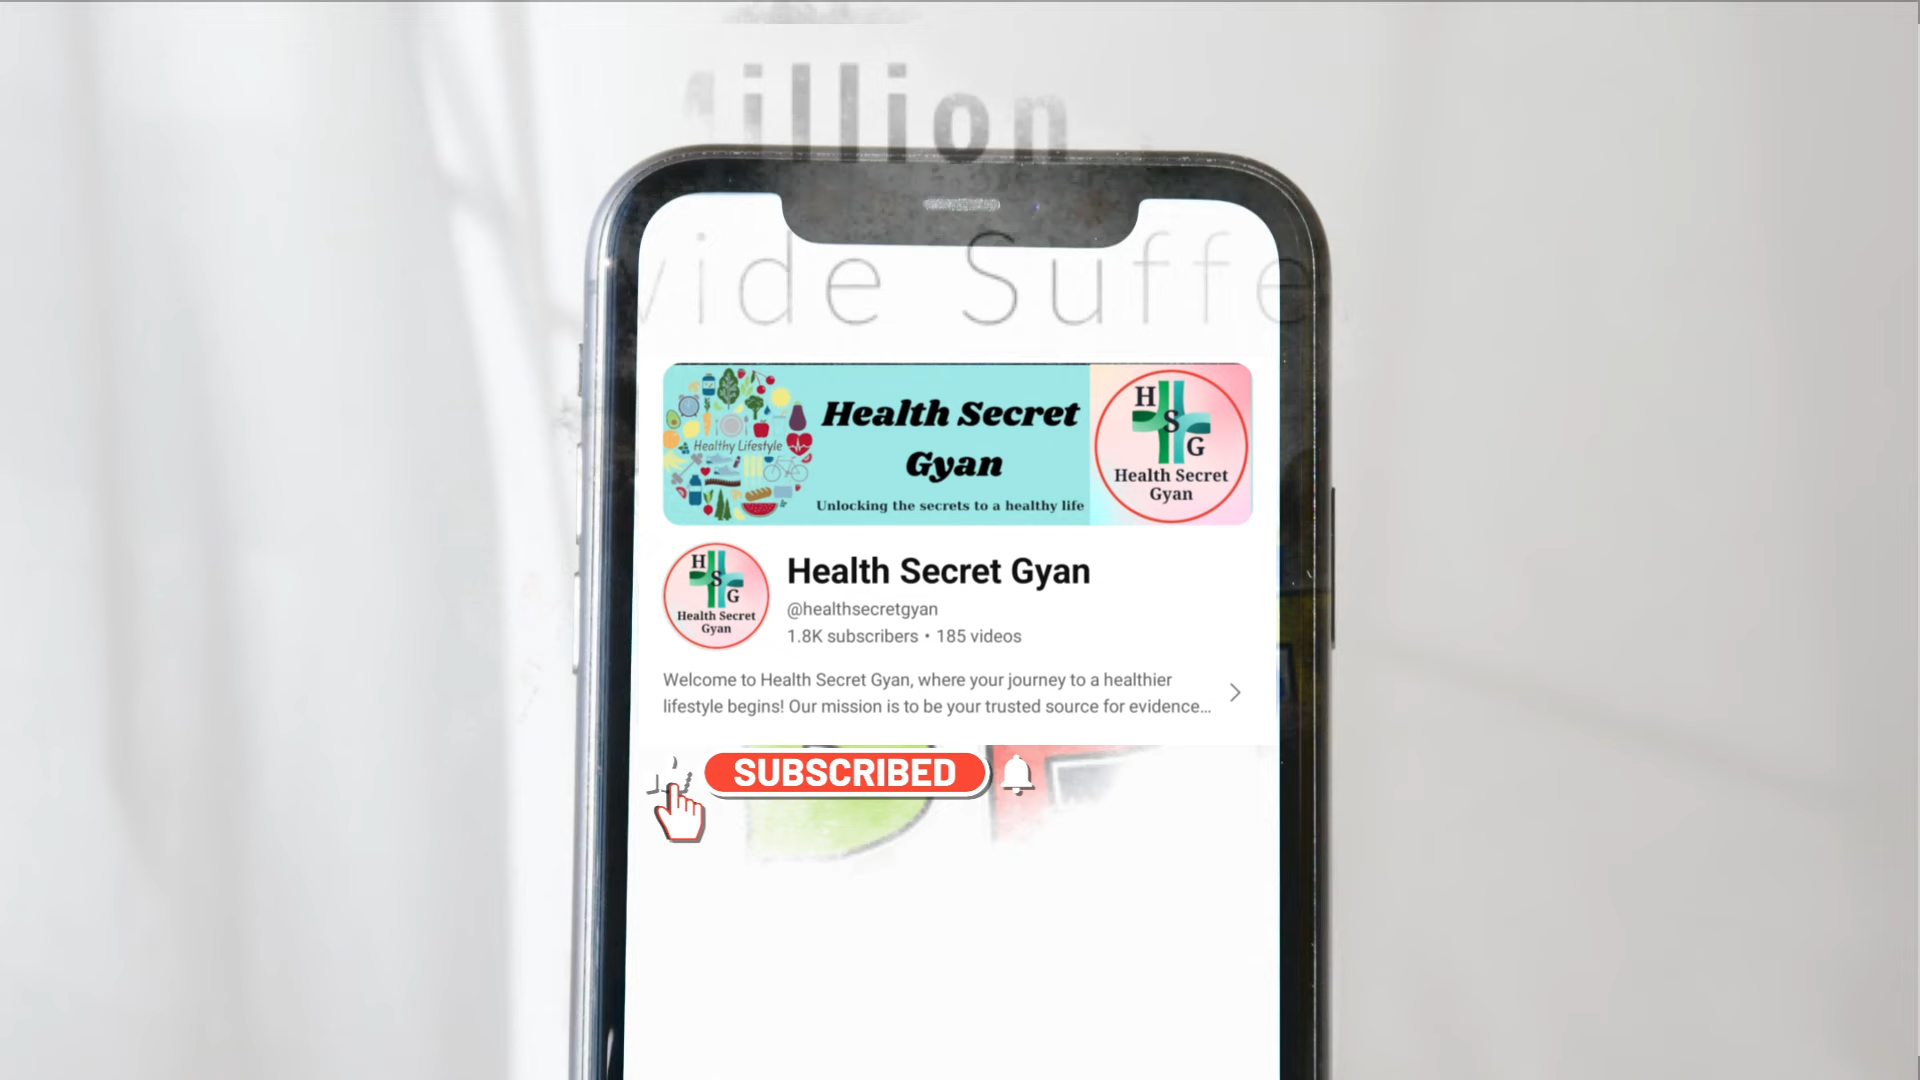 illion
vide Suffe
Healthy Lifestyle
Health Secret
Gyan
Unlocking the secrets to a healthy life
H
S
G
Health Secret
Gyan
H
S
G
Health Secret
Gyan
Health Secret Gyan
@healthsecretgyan
1.8K subscribers • 185 videos
Welcome to Health Secret Gyan, where your journey to a healthier
lifestyle begins! Our mission is to be your trusted source for evidence...
SUBSCRIBED